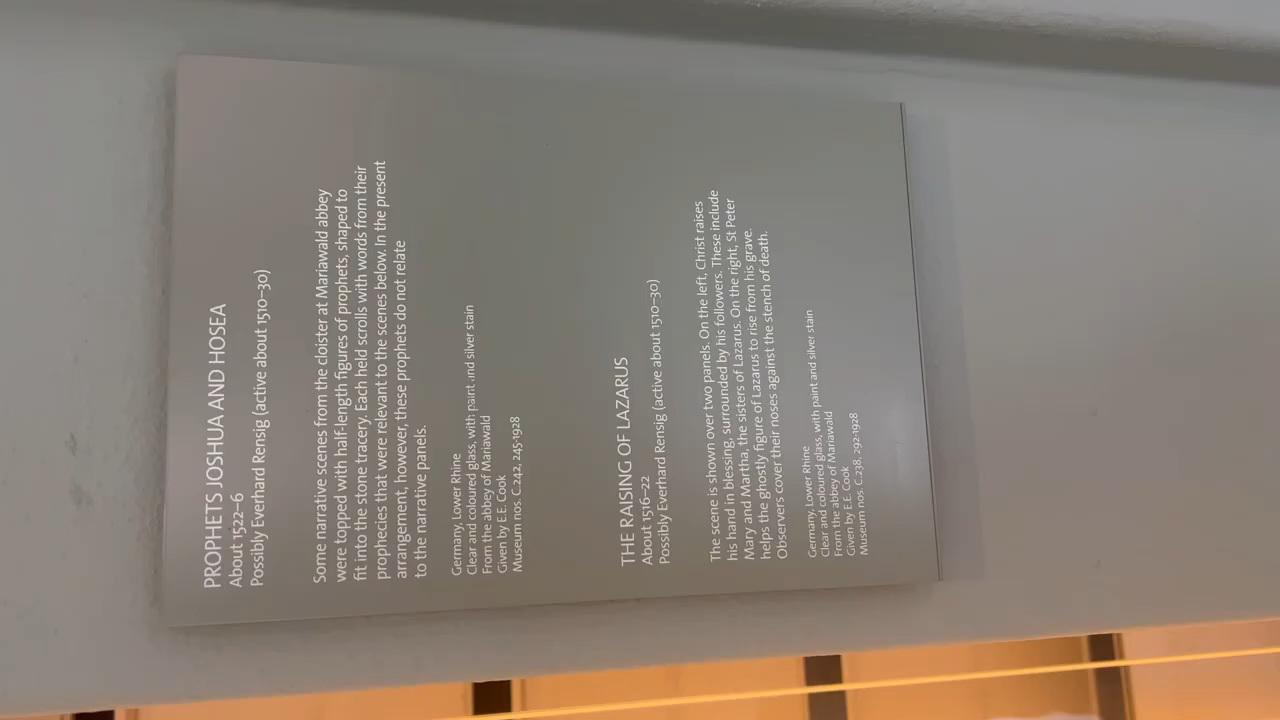 PROPHETS JOSHUA AND HOSEA
About 1522–6
Possibly Everhard Rensig (active about 1510–30)
Some narrative scenes from the cloister at Mariawald abbey
were topped with half-length figures of prophets, shaped to
fit into the stone tracery. Each held scrolls with words from their
prophecies that were relevant to the scenes below. In the present
arrangement, however, these prophets do not relate
to the narrative panels.
Germany, Lower Rhine
Clear and coloured glass, with paint and silver stain
From the abbey of Mariawald
Given by E.E. Cook
Museum nos. C.242, 245-1928
THE RAISING OF LAZARUS
About 1516–22
Possibly Everhard Rensig (active about 1510–30)
The scene is shown over two panels. On the left, Christ raises
his hand in blessing, surrounded by his followers. These include
Mary and Martha, the sisters of Lazarus. On the right, St Peter
helps the ghostly figure of Lazarus to rise from his grave.
Observers cover their noses against the stench of death.
Germany, Lower Rhine
Clear and coloured glass, with paint and silver stain
From the abbey of Mariawald
Given by E.E. Cook
Museum nos. C.238, 292-1928